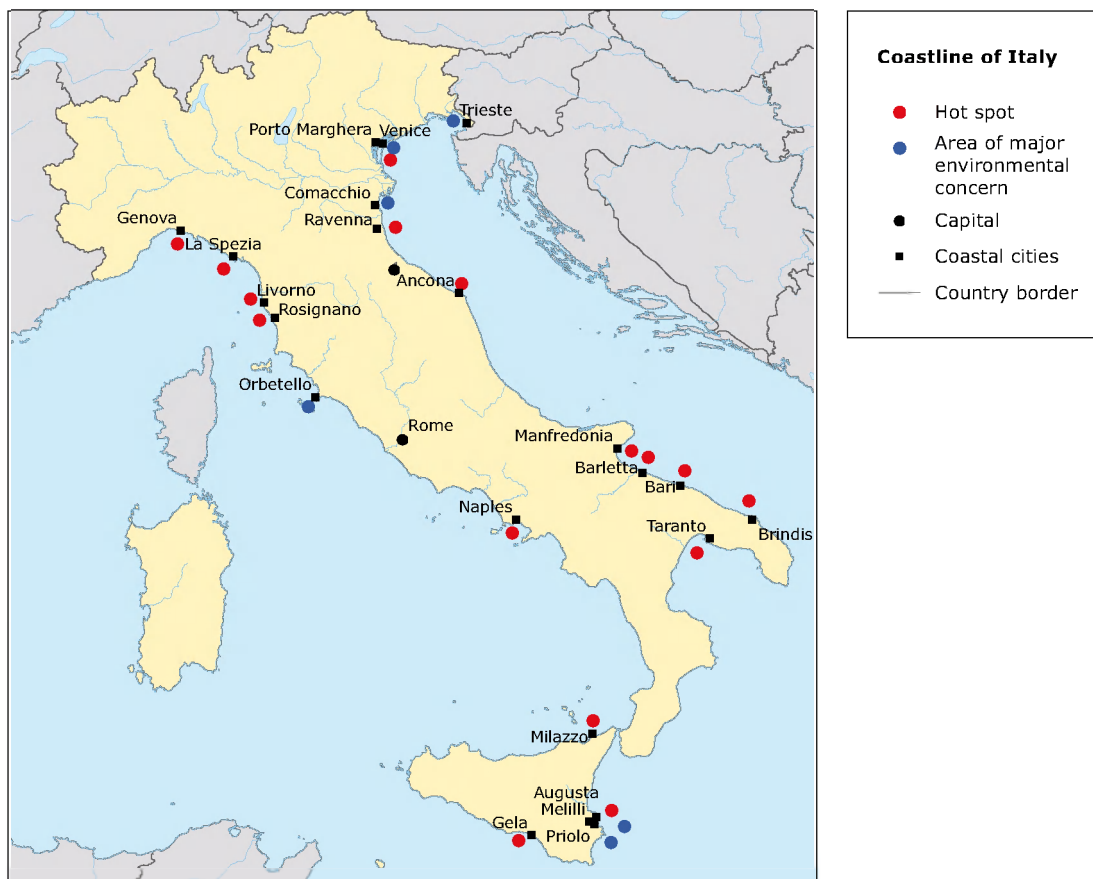 Coastline of Italy
Hot spot
Area of major
environmental
concern
Capital
Coastal cities
Country border
Trieste
Porto Marghera
Venice
Comacchio
Ravenna
Genova
La Spezia
Ancona
Livorno
Rosignano
Orbetello
Rome
Manfredonia
Barletta
Bari
Naples
Taranto
Brindis
Milazzo
Augusta
Melilli
Gela
Priolo